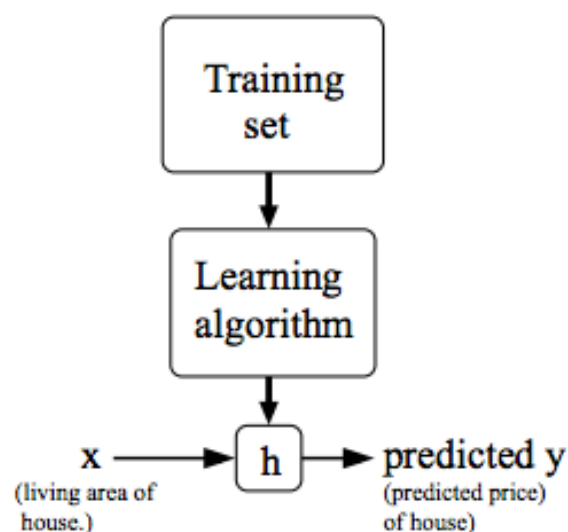 Training
set
Learning
algorithm
x
h
predicted y
(living area of
house.)
(predicted price)
of house)